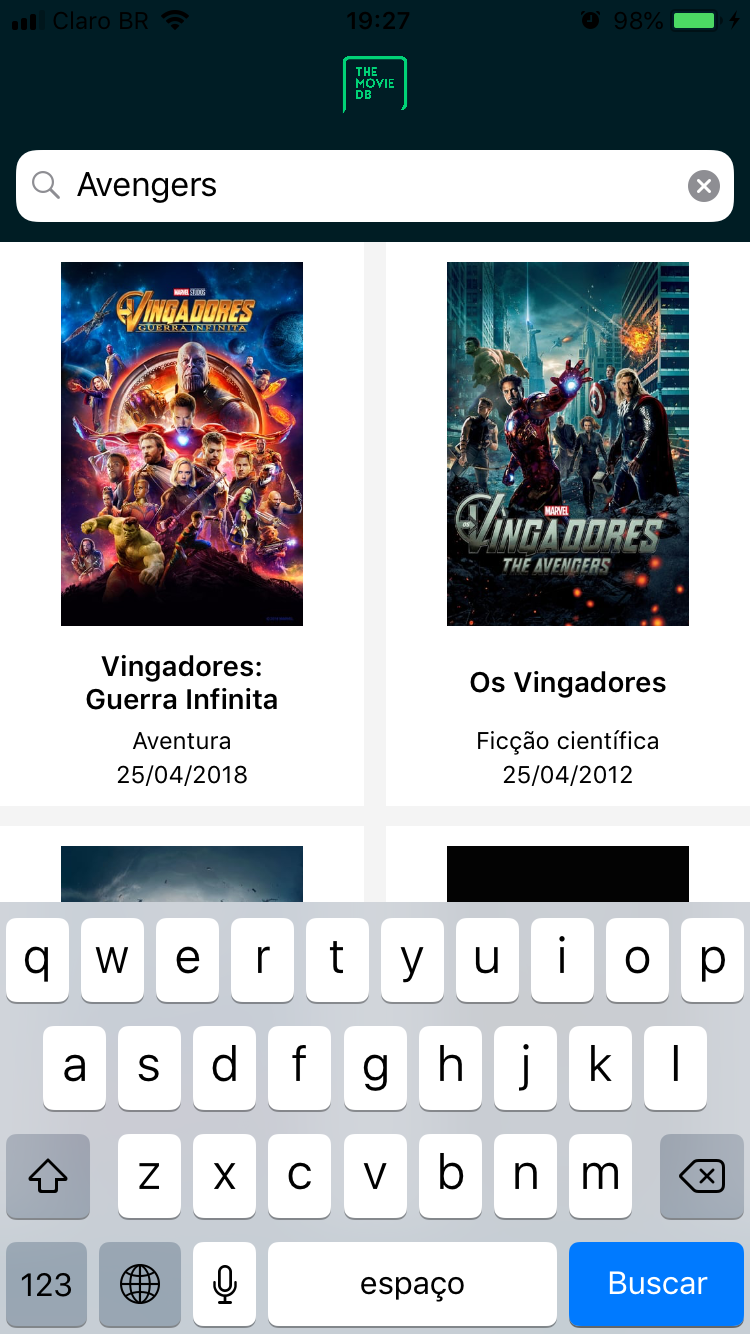 Claro BR 19:27 98%
THE
MOVIE
DB
Avengers
MARVEL STUDIOS
VINGADORES
GUERRA INFINITA
MARVEL
OS VINGADORES
THE AVENGERS
Vingadores:
Guerra Infinita
Aventura
25/04/2018
Os Vingadores
Ficção científica
25/04/2012
q w e r t y u i o p
a s d f g h j k l
z x c v b n m
123 espaço Buscar